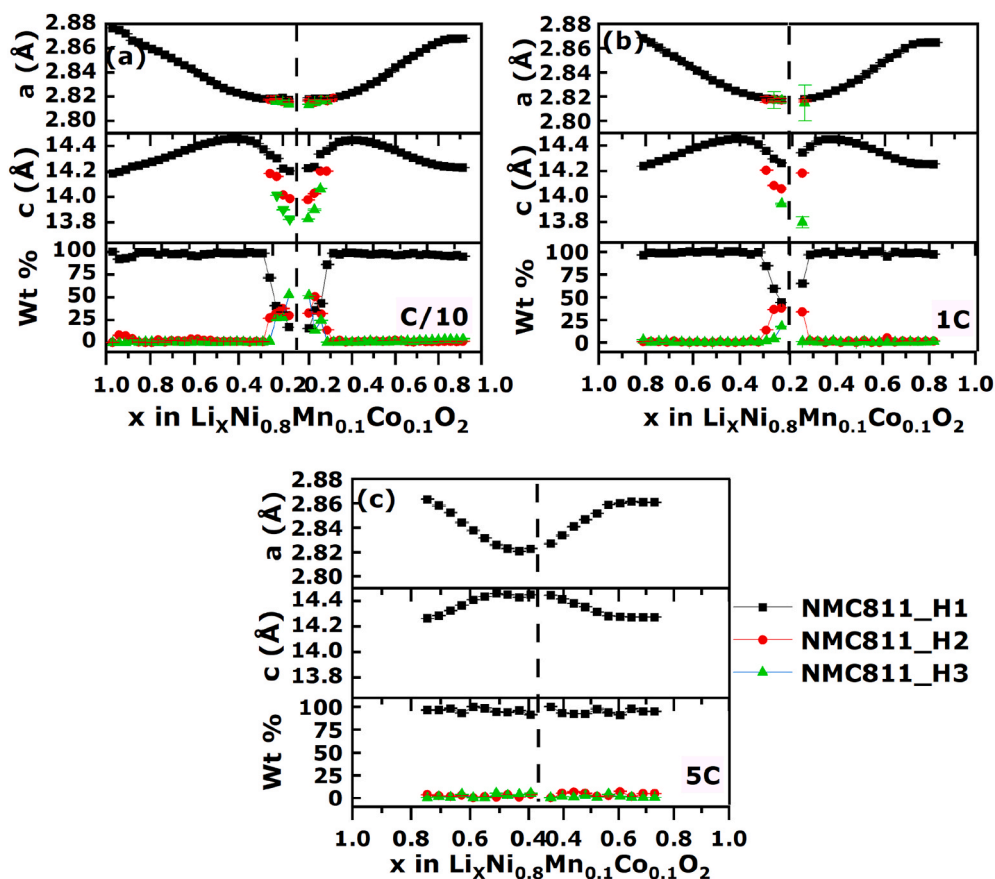 (a)
a (Å)
2.88
2.86
2.84
2.82
2.80
c (Å)
14.4
14.2
14.0
13.8
Wt %
100
75
50
25
0
C/10
1.0 0.8 0.6 0.4 0.2 0.2 0.4 0.6 0.8 1.0
x in LiXNi0.8Mn0.1Co0.1O2
(b)
a (Å)
2.88
2.86
2.84
2.82
2.80
c (Å)
14.4
14.2
14.0
13.8
Wt %
100
75
50
25
0
1C
1.0 0.8 0.6 0.4 0.2 0.4 0.6 0.8 1.0
x in LiXNi0.8Mn0.1Co0.1O2
(c)
a (Å)
2.88
2.86
2.84
2.82
2.80
c (Å)
14.4
14.2
14.0
13.8
Wt %
100
75
50
25
0
5C
1.0 0.8 0.6 0.4 0.4 0.6 0.8 1.0
x in LiXNi0.8Mn0.1Co0.1O2
NMC811_H1
NMC811_H2
NMC811_H3